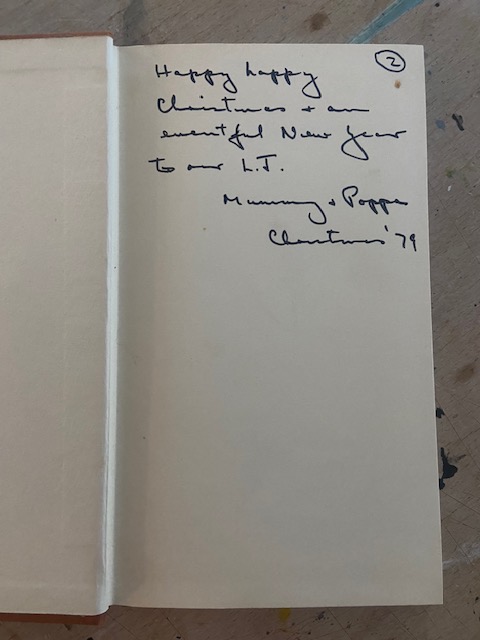 2
Happy happy
Christmas + an
eventful New Year
to our L.J.
Mummy + Poppa
Christmas '79